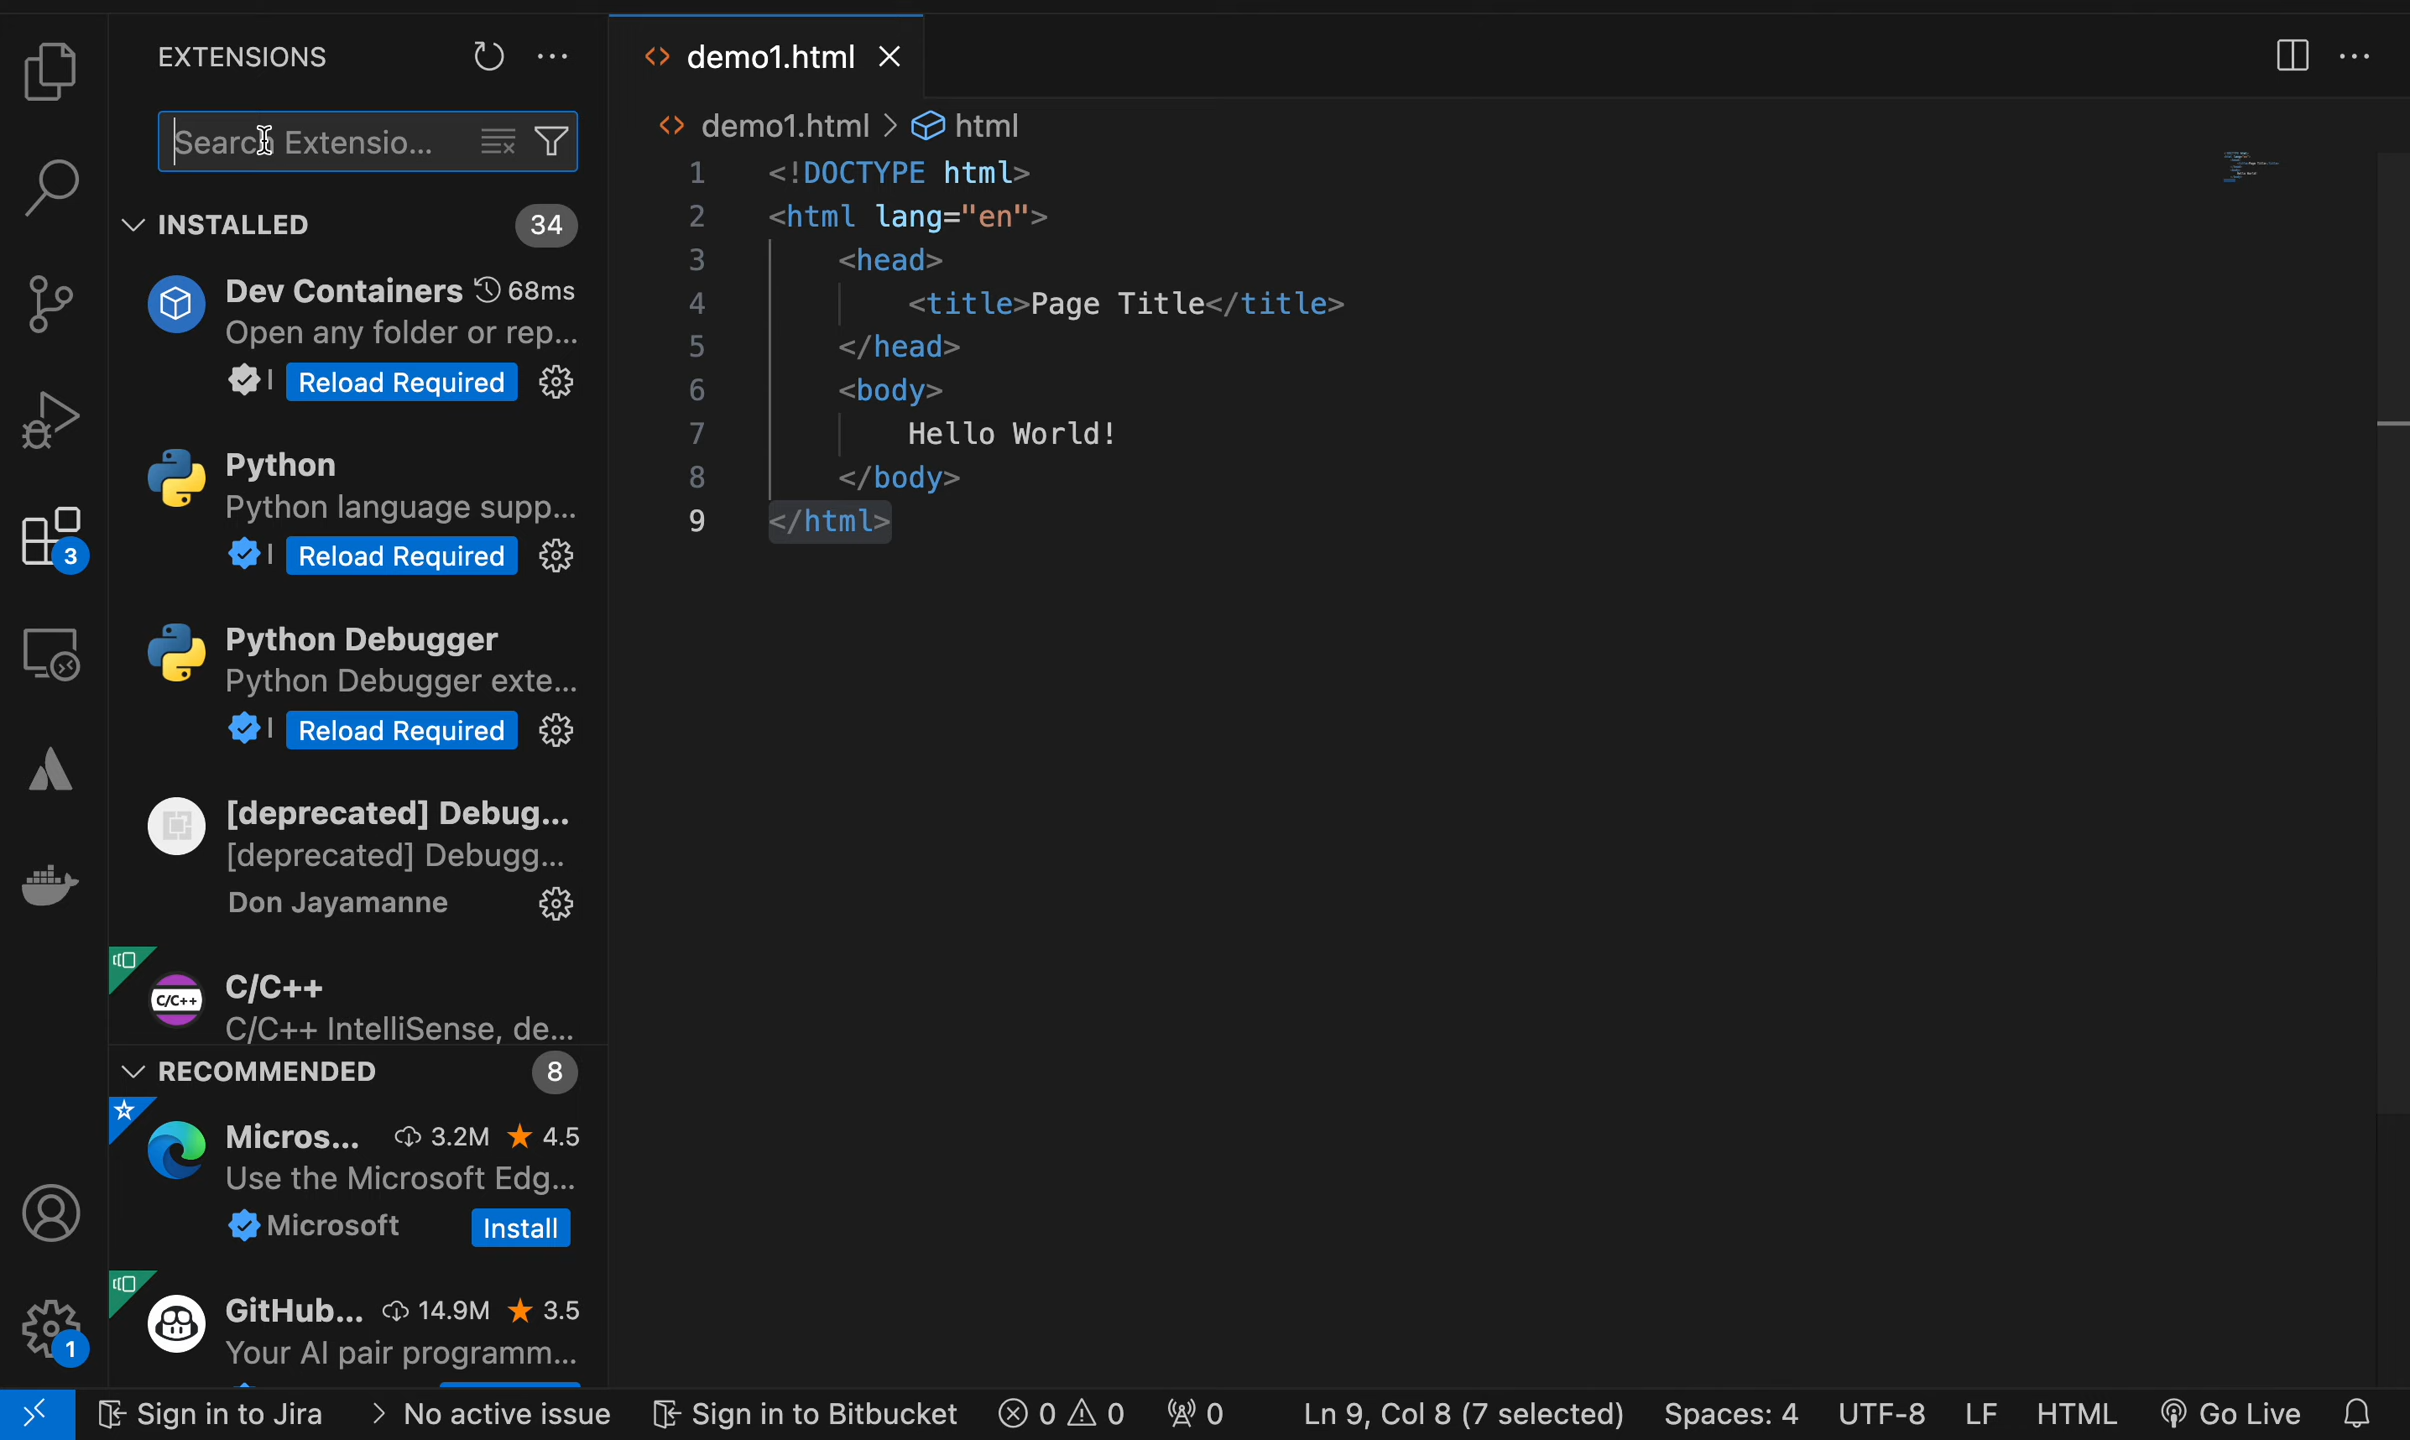 EXTENSIONS
Search Extensio...
INSTALLED 34
Dev Containers 68ms
Open any folder or rep...
Reload Required
Python
Python language supp...
Reload Required
Python Debugger
Python Debugger exte...
Reload Required
[deprecated] Debug...
[deprecated] Debugg...
Don Jayamanne
C/C++
C/C++
C/C++ IntelliSense, de...
RECOMMENDED 8
Micros... 3.2M ★ 4.5
Use the Microsoft Edg...
Microsoft Install
GitHub... 14.9M ★ 3.5
Your AI pair programm...
3
1
demo1.html
demo1.html > html
1 <!DOCTYPE html>
2 <html lang="en">
3 <head>
4 <title>Page Title</title>
5 </head>
6 <body>
7 Hello World!
8 </body>
9 </html>
Sign in to Jira > No active issue Sign in to Bitbucket 0 0 0 Ln 9, Col 8 (7 selected) Spaces: 4 UTF-8 LF HTML Go Live